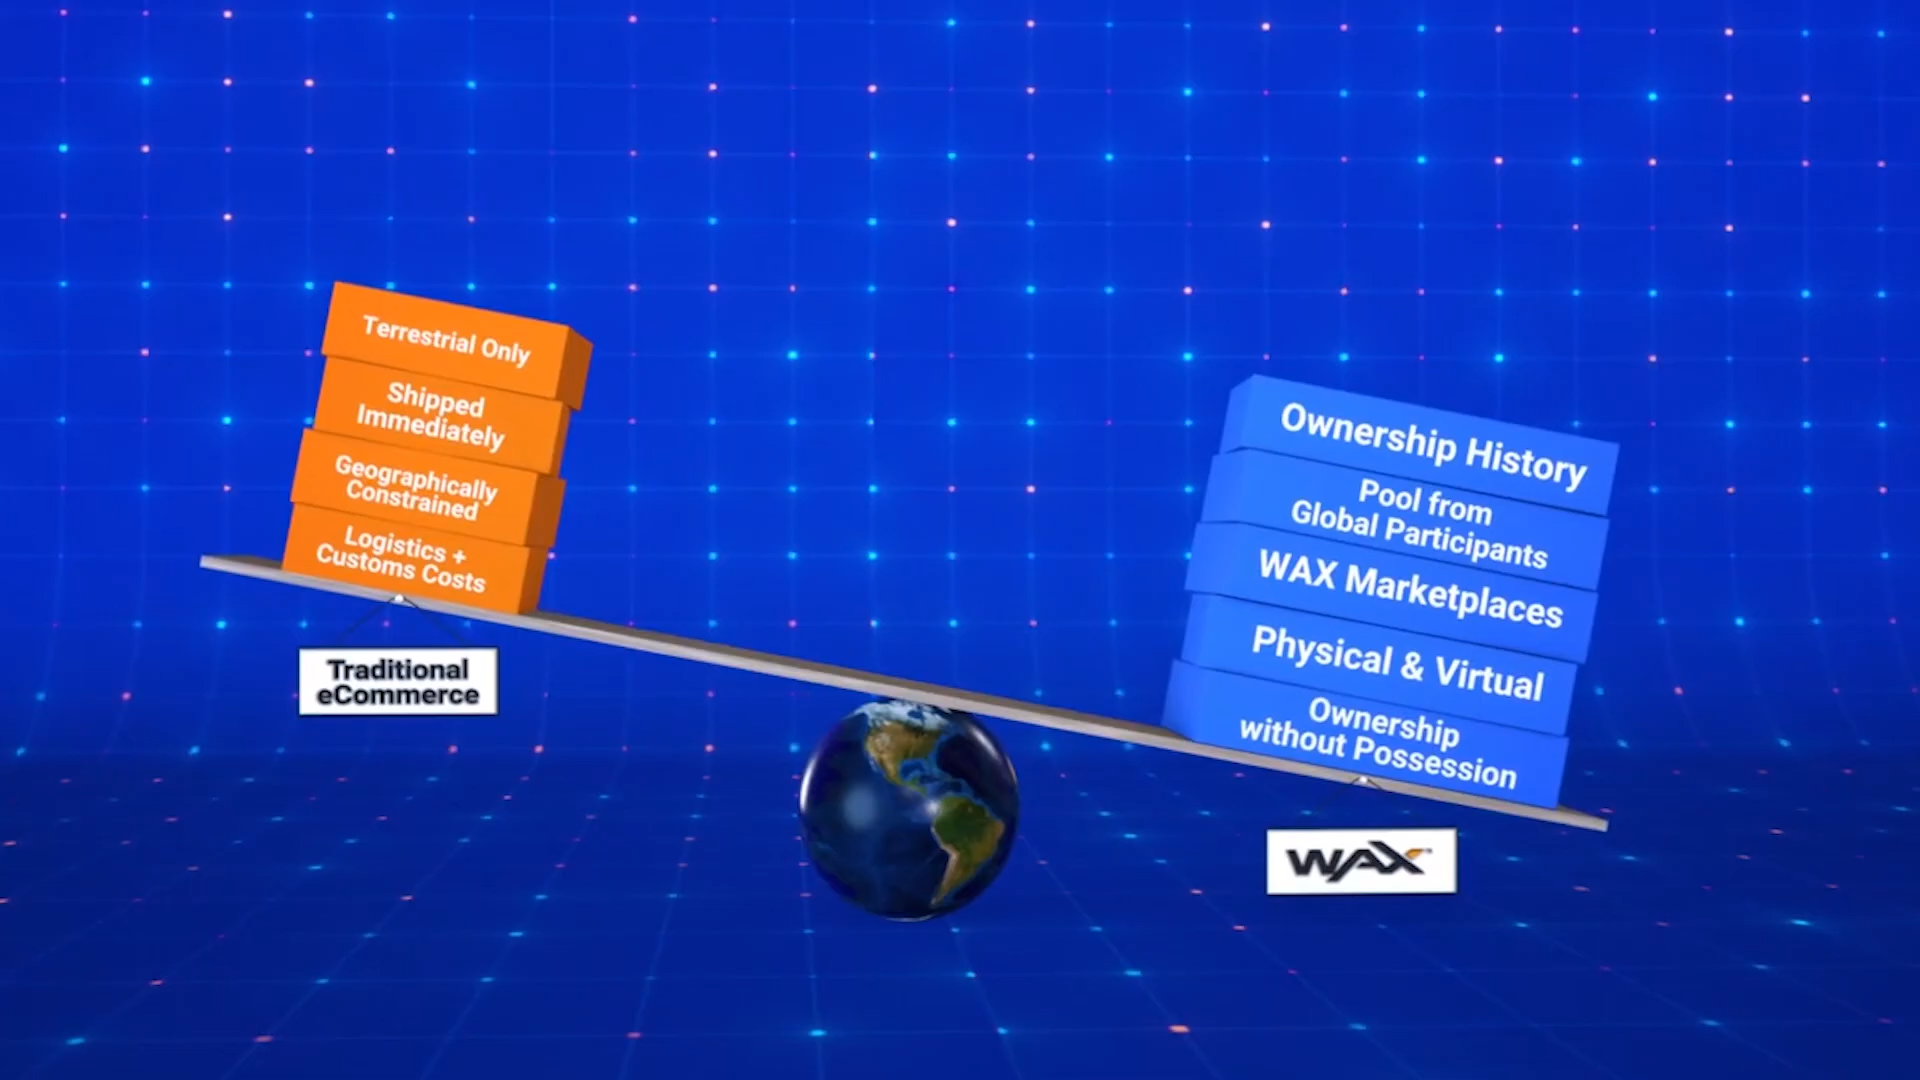 Terrestrial Only
Shipped
Immediately
Geographically
Constrained
Logistics +
Customs Costs
Traditional
eCommerce
Ownership History
Pool from
Global Participants
WAX Marketplaces
Physical & Virtual
Ownership
without Possession
WAX